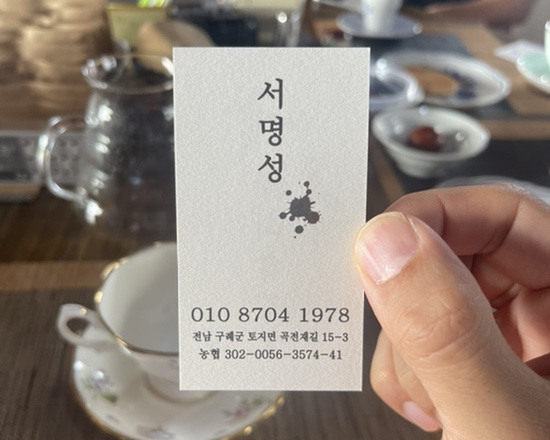 서명성
010 8704 1978
전남 구례군 토지면 곡전재길 15-3
농협 302-0056-3574-41